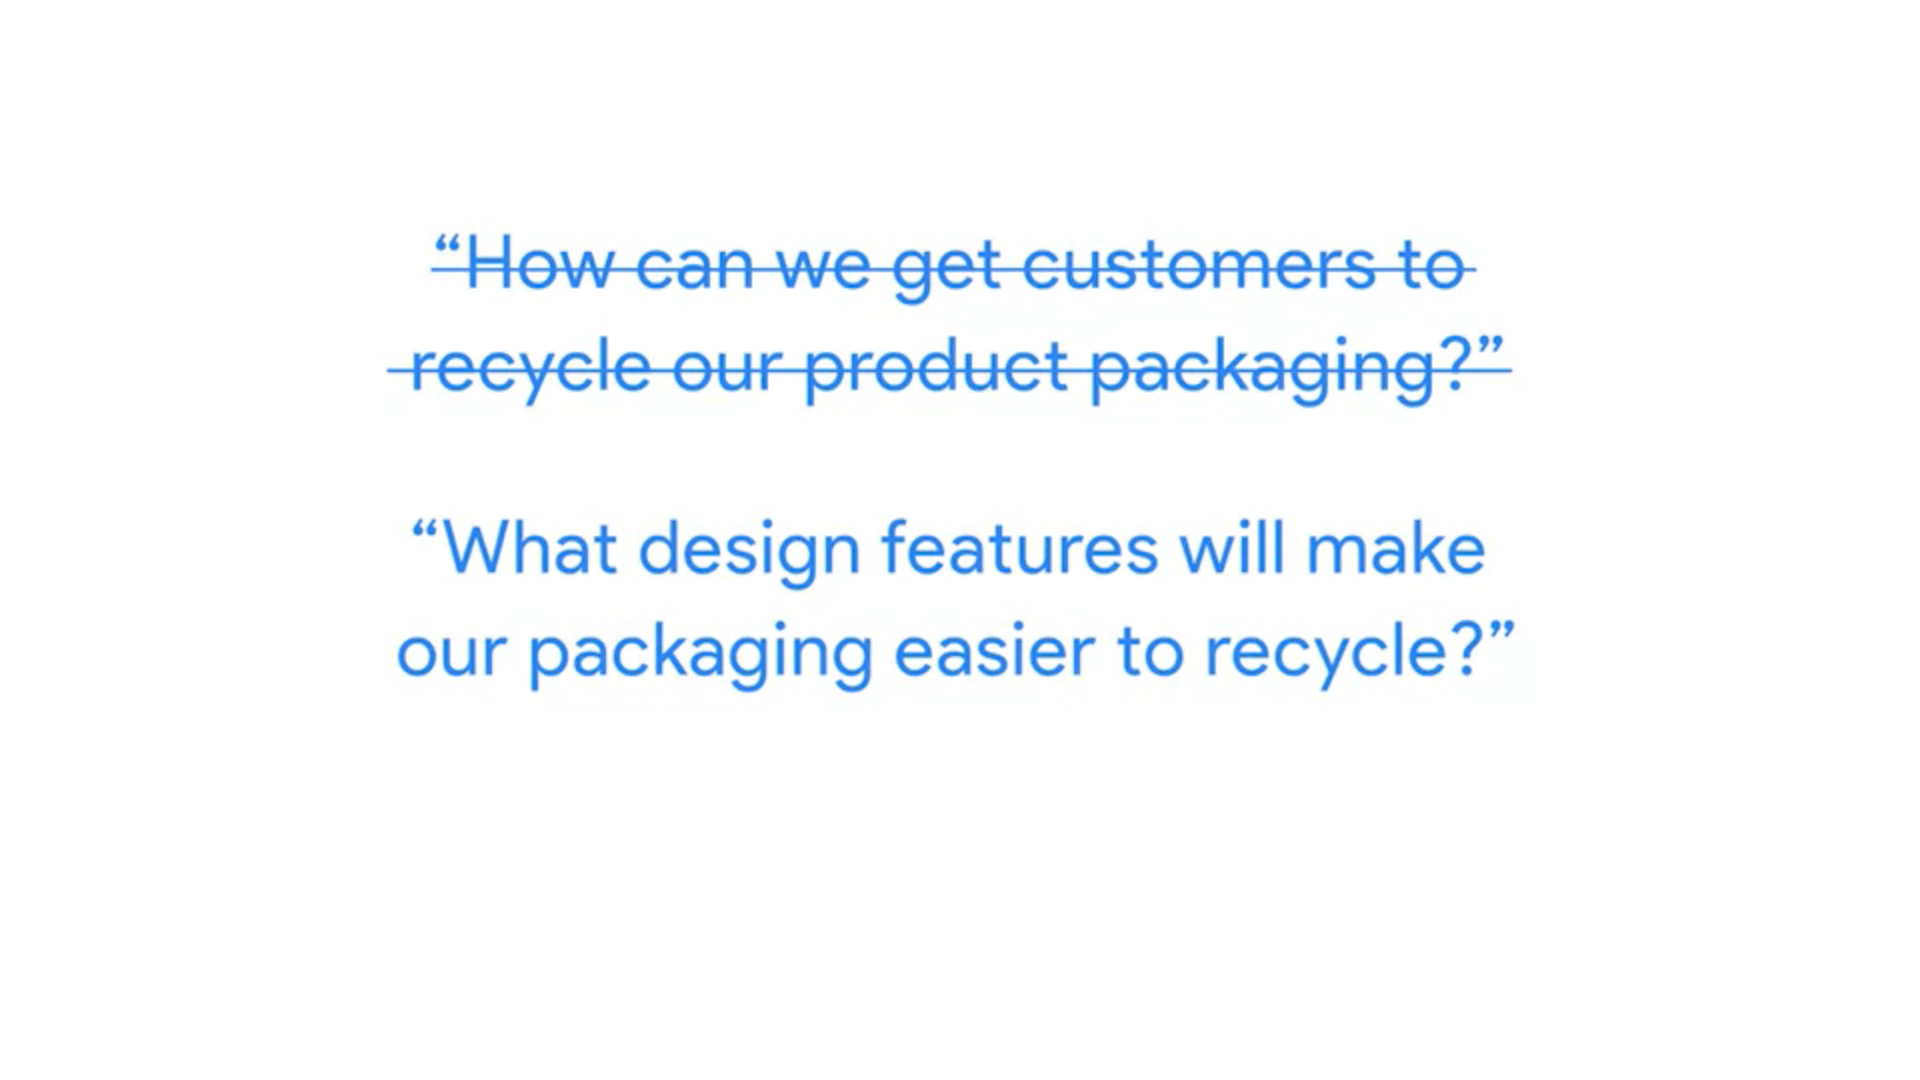 “How can we get customers to
recycle our product packaging?”
“What design features will make
our packaging easier to recycle?”